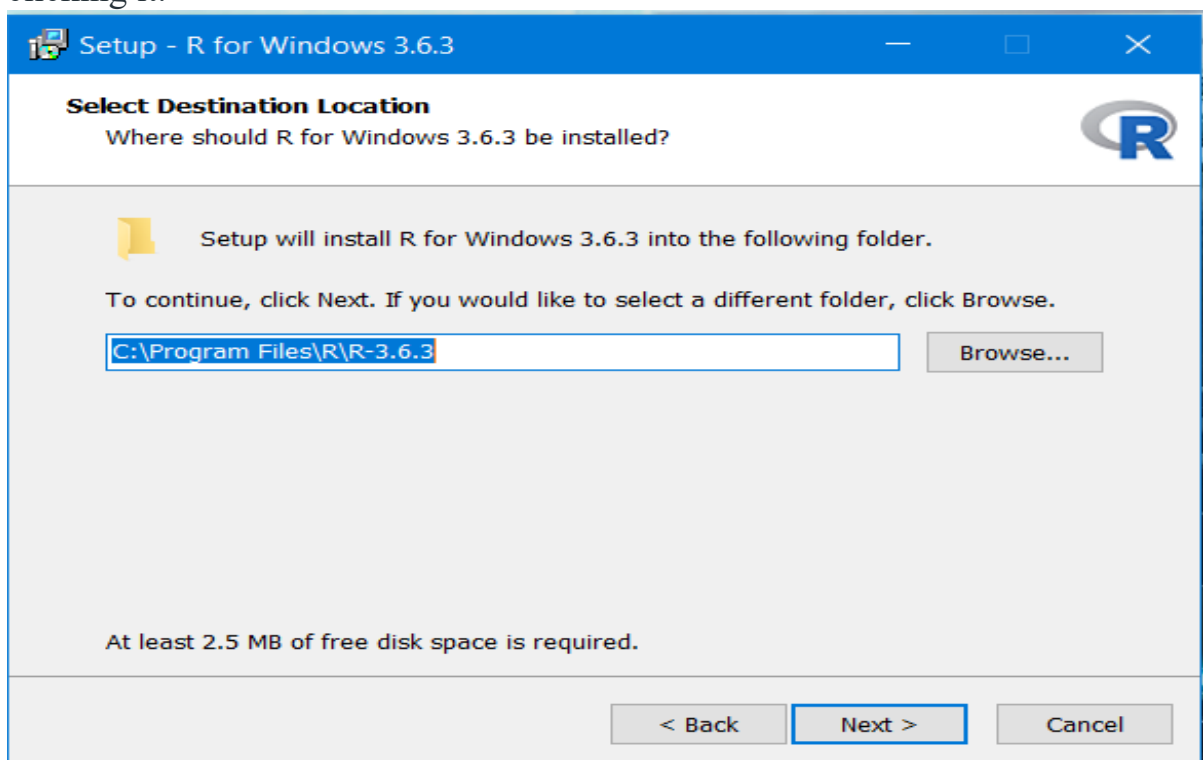 Setup - R for Windows 3.6.3
Select Destination Location
Where should R for Windows 3.6.3 be installed?
R
Setup will install R for Windows 3.6.3 into the following folder.
To continue, click Next. If you would like to select a different folder, click Browse.
C:\Program Files\R\R-3.6.3
Browse...
At least 2.5 MB of free disk space is required.
< Back
Next >
Cancel